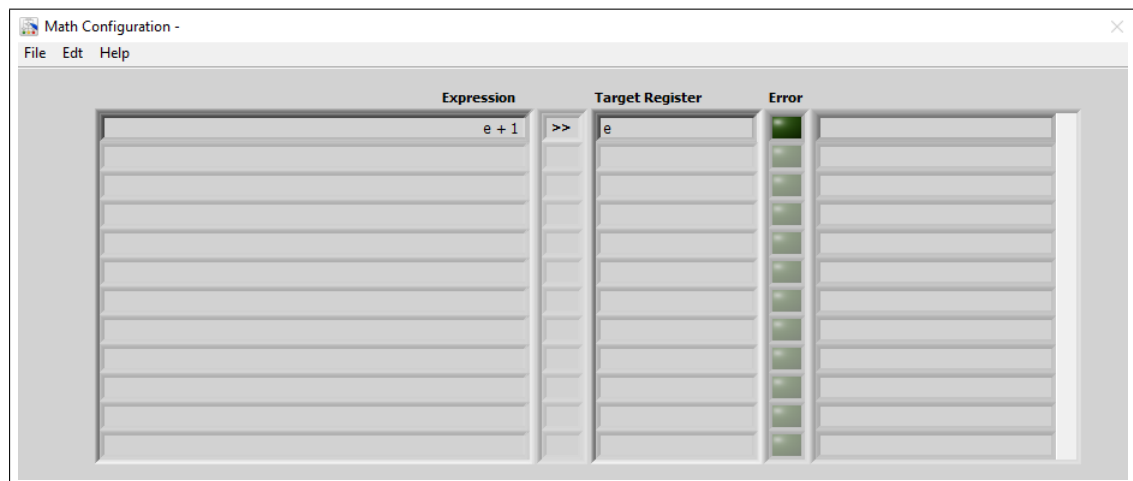 Math Configuration -
File Edt Help
Expression Target Register Error
e + 1 >> e